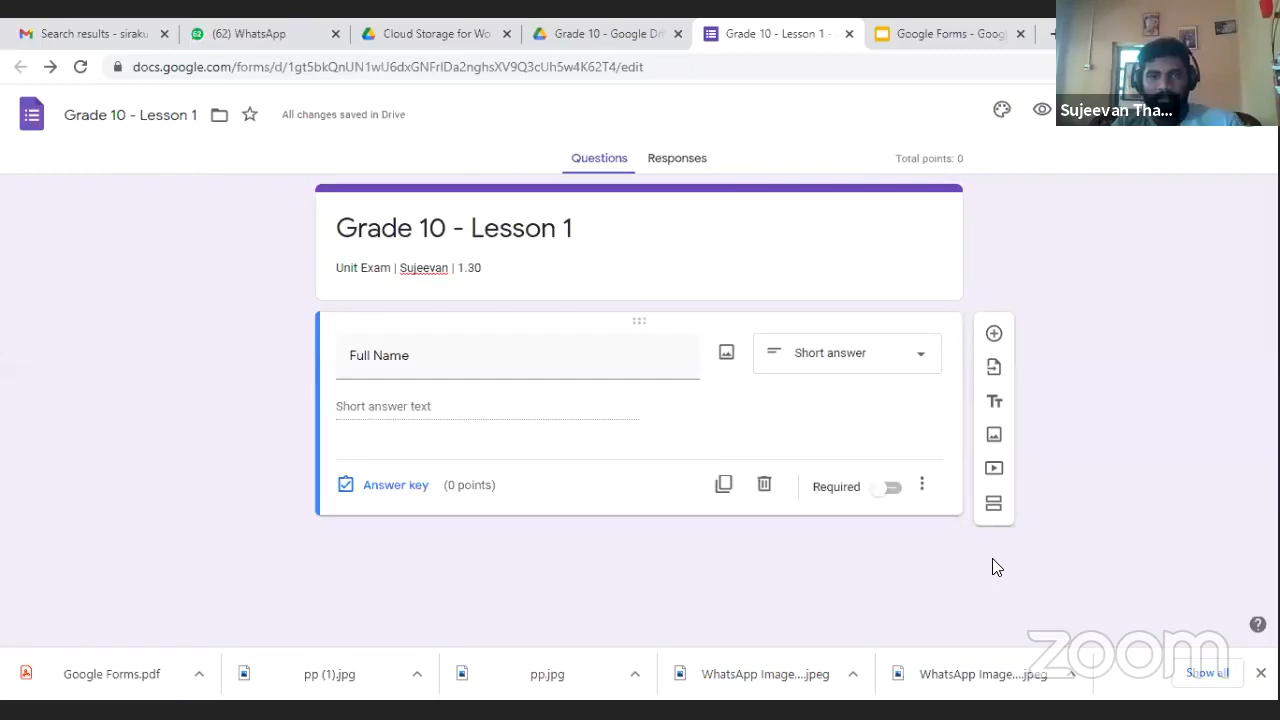 Search results - siraku
(62) WhatsApp
Cloud Storage for Wo
Grade 10 - Google Dri
Grade 10 - Lesson 1 -
Google Forms - Goog
docs.google.com/forms/d/1gt5bkQnUN1wU6dxGNFrlDa2nghsXV9Q3cUh5w4K62T4/edit
Sujeevan Tha...
Grade 10 - Lesson 1
All changes saved in Drive
Questions
Responses
Total points: 0
Grade 10 - Lesson 1
Unit Exam | Sujeevan | 1.30
Full Name
Short answer
Short answer text
Answer key
(0 points)
Required
zoom
Google Forms.pdf
pp (1).jpg
pp.jpg
WhatsApp Image....jpeg
WhatsApp Image....jpeg
Show all